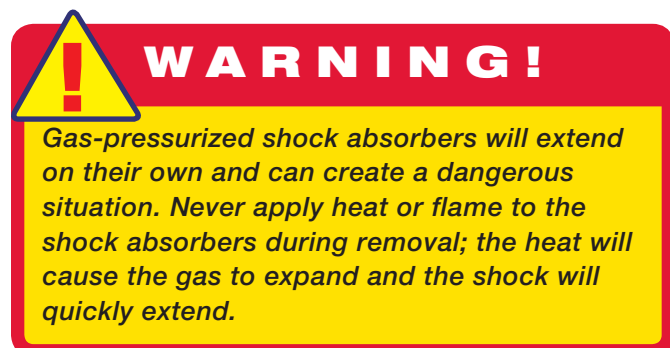 !
WARNING!
Gas-pressurized shock absorbers will extend
on their own and can create a dangerous
situation. Never apply heat or flame to the
shock absorbers during removal; the heat will
cause the gas to expand and the shock will
quickly extend.